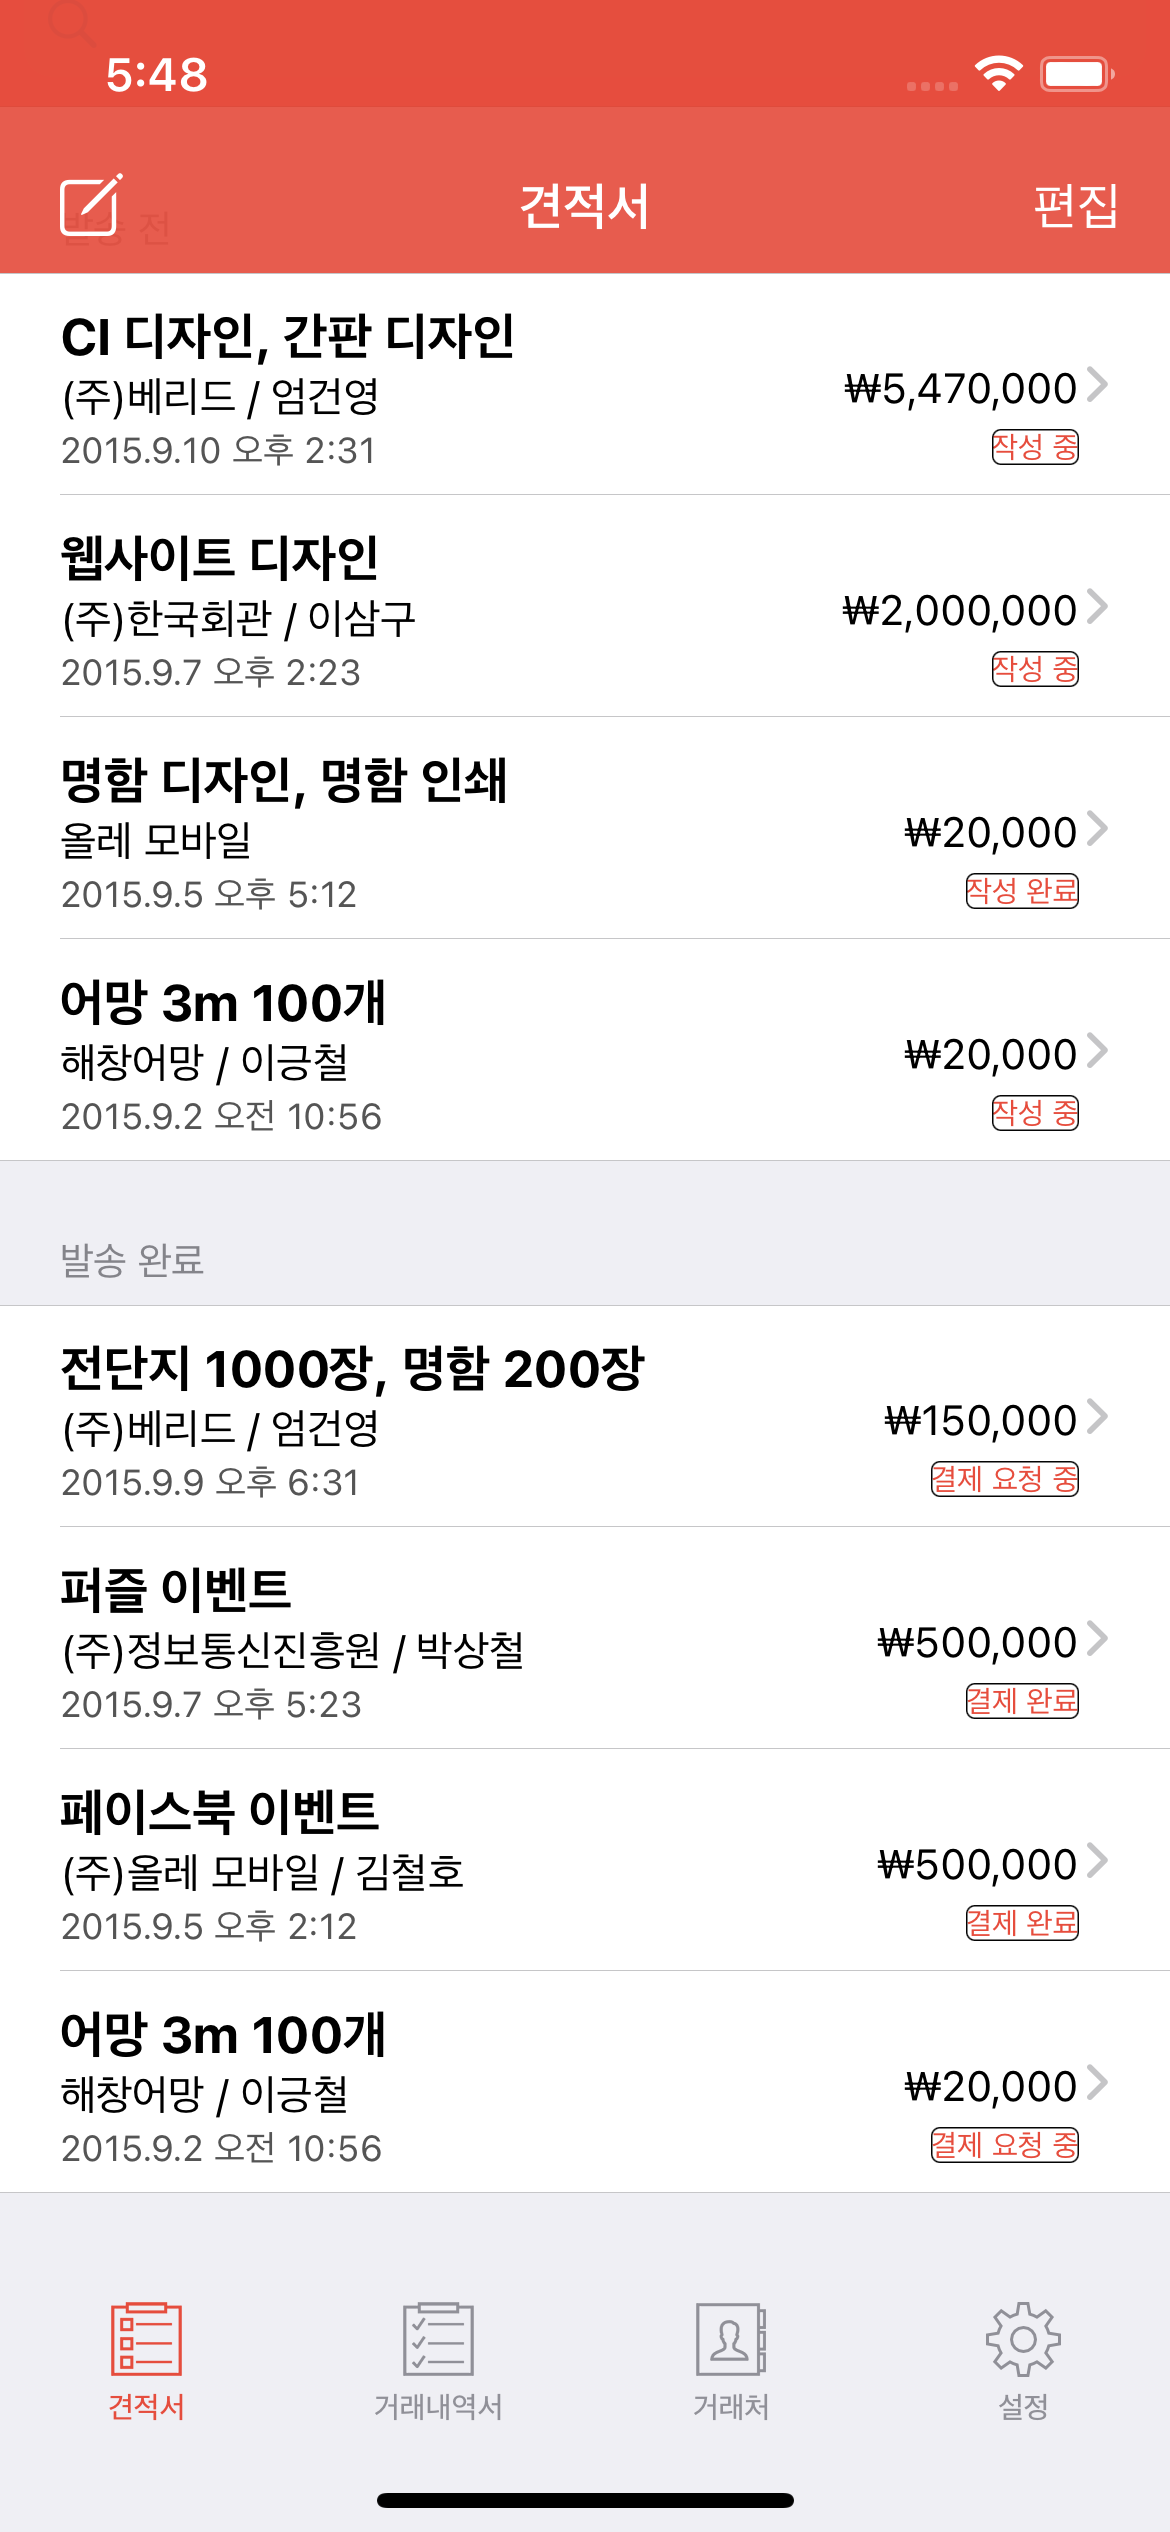 5:48
견적서
편집
발송 전
CI 디자인, 간판 디자인
(주)베리드 / 엄건영
₩5,470,000
2015.9.10 오후 2:31
작성 중
웹사이트 디자인
(주)한국회관 / 이삼구
₩2,000,000
2015.9.7 오후 2:23
작성 중
명함 디자인, 명함 인쇄
올레 모바일
₩20,000
2015.9.5 오후 5:12
작성 완료
어망 3m 100개
해창어망 / 이긍철
₩20,000
2015.9.2 오전 10:56
작성 중
발송 완료
전단지 1000장, 명함 200장
(주)베리드 / 엄건영
₩150,000
2015.9.9 오후 6:31
결제 요청 중
퍼즐 이벤트
(주)정보통신진흥원 / 박상철
₩500,000
2015.9.7 오후 5:23
결제 완료
페이스북 이벤트
(주)올레 모바일 / 김철호
₩500,000
2015.9.5 오후 2:12
결제 완료
어망 3m 100개
해창어망 / 이긍철
₩20,000
2015.9.2 오전 10:56
결제 요청 중
견적서
거래내역서
거래처
설정